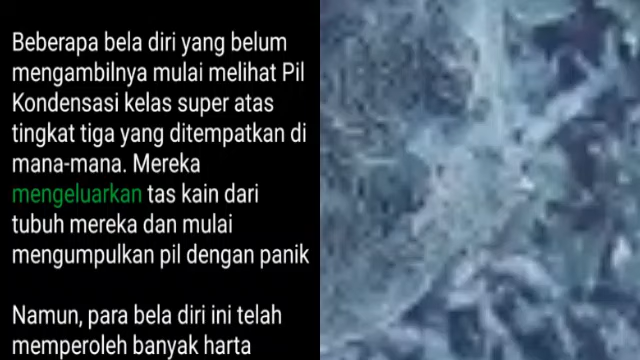 Beberapa bela diri yang belum
mengambilnya mulai melihat Pil
Kondensasi kelas super atas
tingkat tiga yang ditempatkan di
mana-mana. Mereka
mengeluarkan tas kain dari
tubuh mereka dan mulai
mengumpulkan pil dengan panik
Namun, para bela diri ini telah
memperoleh banyak harta